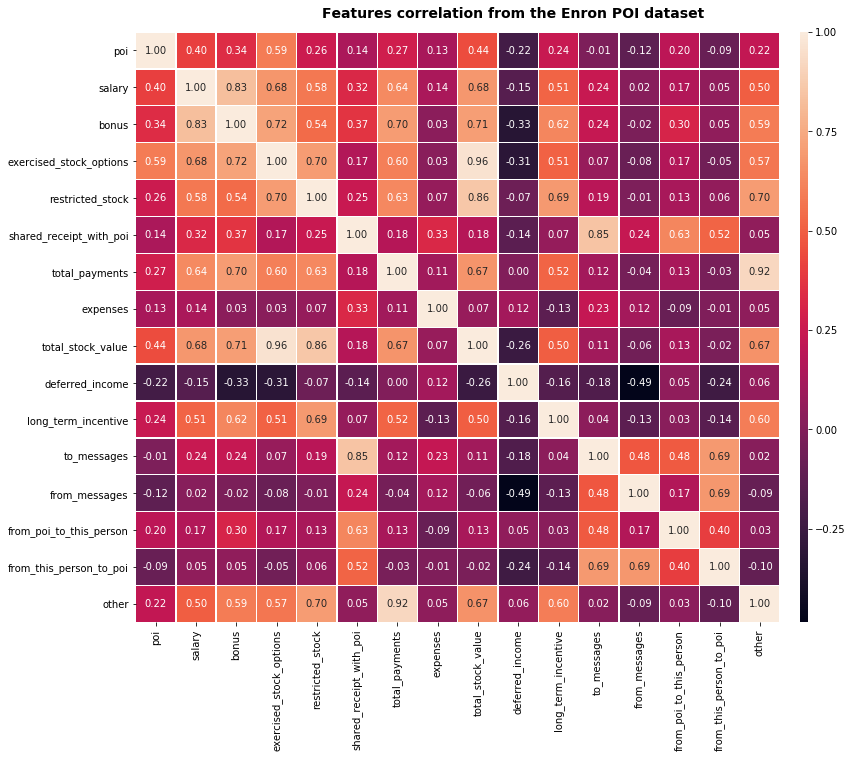 Features correlation from the Enron POI dataset
poi 1.00 0.40 0.34 0.59 0.26 0.14 0.27 0.13 0.44 -0.22 0.24 -0.01 -0.12 0.20 -0.09 0.22
salary 0.40 1.00 0.83 0.68 0.58 0.32 0.64 0.14 0.68 -0.15 0.51 0.24 0.02 0.17 0.05 0.50
bonus 0.34 0.83 1.00 0.72 0.54 0.37 0.70 0.03 0.71 -0.33 0.62 0.24 -0.02 0.30 0.05 0.59
exercised_stock_options 0.59 0.68 0.72 1.00 0.70 0.17 0.60 0.03 0.96 -0.31 0.51 0.07 -0.08 0.17 -0.05 0.57
restricted_stock 0.26 0.58 0.54 0.70 1.00 0.25 0.63 0.07 0.86 -0.07 0.69 0.19 -0.01 0.13 0.06 0.70
shared_receipt_with_poi 0.14 0.32 0.37 0.17 0.25 1.00 0.18 0.33 0.18 -0.14 0.07 0.85 0.24 0.63 0.52 0.05
total_payments 0.27 0.64 0.70 0.60 0.63 0.18 1.00 0.11 0.67 0.00 0.52 0.12 -0.04 0.13 -0.03 0.92
expenses 0.13 0.14 0.03 0.03 0.07 0.33 0.11 1.00 0.07 0.12 -0.13 0.23 0.12 -0.09 -0.01 0.05
total_stock_value 0.44 0.68 0.71 0.96 0.86 0.18 0.67 0.07 1.00 -0.26 0.50 0.11 -0.06 0.13 -0.02 0.67
deferred_income -0.22 -0.15 -0.33 -0.31 -0.07 -0.14 0.00 0.12 -0.26 1.00 -0.16 -0.18 -0.49 0.05 -0.24 0.06
long_term_incentive 0.24 0.51 0.62 0.51 0.69 0.07 0.52 -0.13 0.50 -0.16 1.00 0.04 -0.13 0.03 -0.14 0.60
to_messages -0.01 0.24 0.24 0.07 0.19 0.85 0.12 0.23 0.11 -0.18 0.04 1.00 0.48 0.48 0.69 0.02
from_messages -0.12 0.02 -0.02 -0.08 -0.01 0.24 -0.04 0.12 -0.06 -0.49 -0.13 0.48 1.00 0.17 0.69 -0.09
from_poi_to_this_person 0.20 0.17 0.30 0.17 0.13 0.63 0.13 -0.09 0.13 0.05 0.03 0.48 0.17 1.00 0.40 0.03
from_this_person_to_poi -0.09 0.05 0.05 -0.05 0.06 0.52 -0.03 -0.01 -0.02 -0.24 -0.14 0.69 0.69 0.40 1.00 -0.10
other 0.22 0.50 0.59 0.57 0.70 0.05 0.92 0.05 0.67 0.06 0.60 0.02 -0.09 0.03 -0.10 1.00
poi
salary
bonus
exercised_stock_options
restricted_stock
shared_receipt_with_poi
total_payments
expenses
total_stock_value
deferred_income
long_term_incentive
to_messages
from_messages
from_poi_to_this_person
from_this_person_to_poi
other
1.00
0.75
0.50
0.25
0.00
−0.25